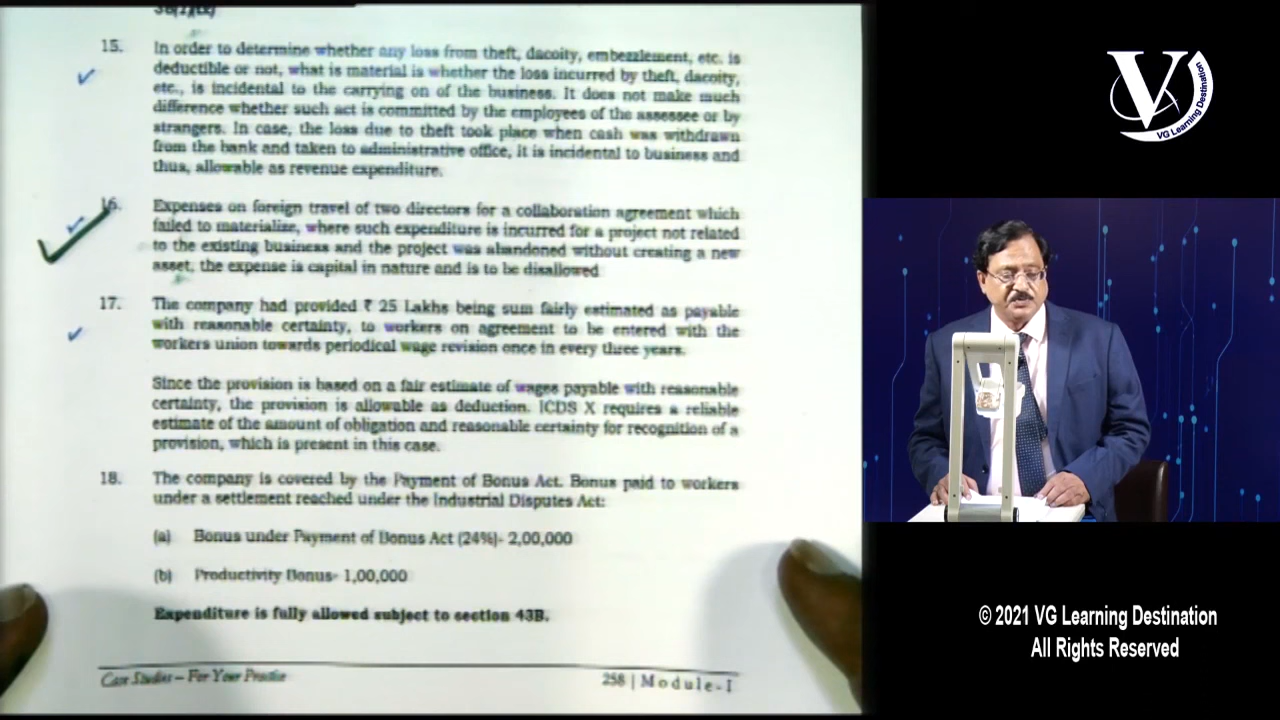 36(1)(xx)
15. In order to determine whether any loss from theft, dacoity, embezzlement, etc. is
deductible or not, what is material is whether the loss incurred by theft, dacoity,
etc., is incidental to the carrying on of the business. It does not make much
difference whether such act is committed by the employees of the assessee or by
strangers. In case, the loss due to theft took place when cash was withdrawn
from the bank and taken to administrative office, it is incidental to business and
thus, allowable as revenue expenditure.
16. Expenses on foreign travel of two directors for a collaboration agreement which
failed to materialize, where such expenditure is incurred for a project not related
to the existing business and the project was abandoned without creating a new
asset, the expense is capital in nature and is to be disallowed
17. The company had provided ₹ 25 Lakhs being sum fairly estimated as payable
with reasonable certainty, to workers on agreement to be entered with the
workers union towards periodical wage revision once in every three years.
Since the provision is based on a fair estimate of wages payable with reasonable
certainty, the provision is allowable as deduction. ICDS X requires a reliable
estimate of the amount of obligation and reasonable certainty for recognition of a
provision, which is present in this case.
18. The company is covered by the Payment of Bonus Act. Bonus paid to workers
under a settlement reached under the Industrial Disputes Act:
(a) Bonus under Payment of Bonus Act (24%)- 2,00,000
(b) Productivity Bonus- 1,00,000
Expenditure is fully allowed subject to section 43B.
Case Studies – For Your Practice
258 | Module-I
V
VG Learning Destination
© 2021 VG Learning Destination
All Rights Reserved